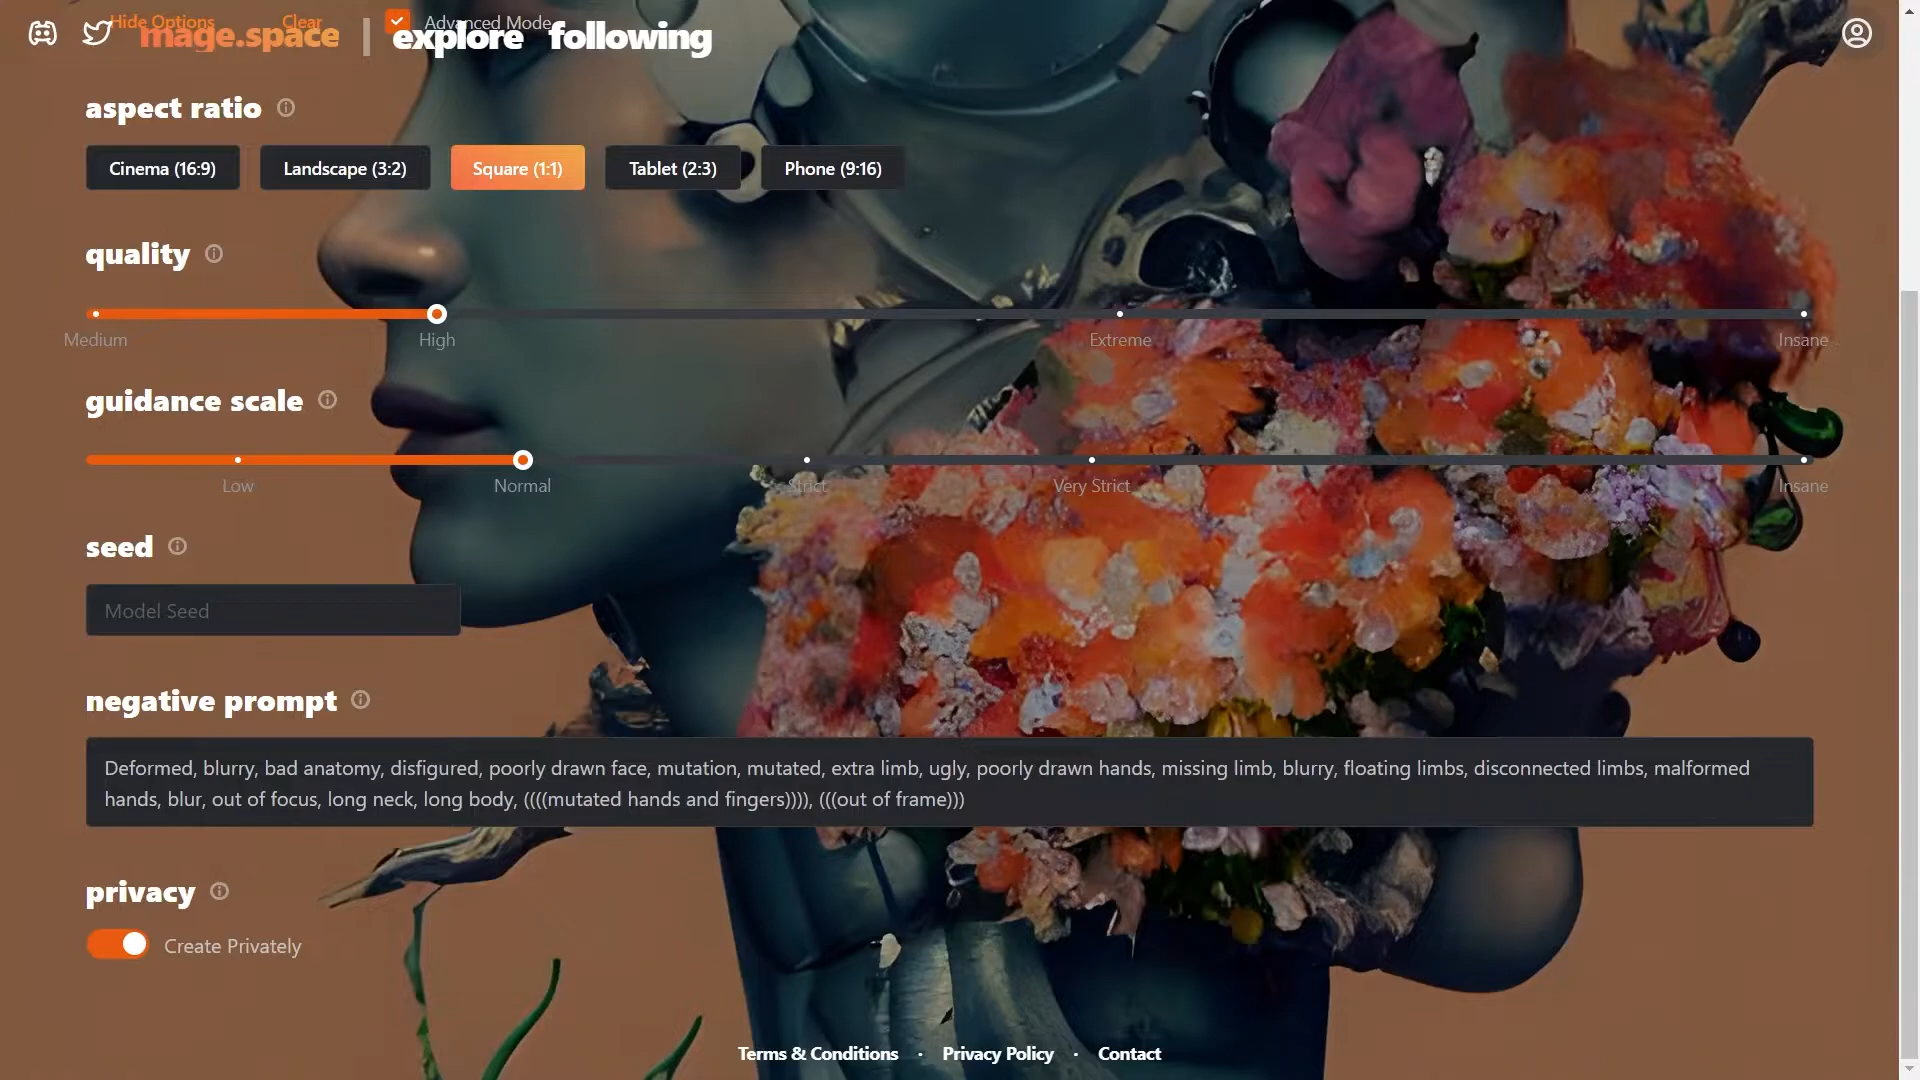 Hide Options Clear Advanced Mode
mage.space | explore following
aspect ratio
Cinema (16:9) Landscape (3:2) Square (1:1) Tablet (2:3) Phone (9:16)
quality
Medium High Extreme Insane
guidance scale
Low Normal Strict Very Strict Insane
seed
Model Seed
negative prompt
Deformed, blurry, bad anatomy, disfigured, poorly drawn face, mutation, mutated, extra limb, ugly, poorly drawn hands, missing limb, blurry, floating limbs, disconnected limbs, malformed
hands, blur, out of focus, long neck, long body, ((((mutated hands and fingers)))), (((out of frame)))
privacy
Create Privately
Terms & Conditions · Privacy Policy · Contact